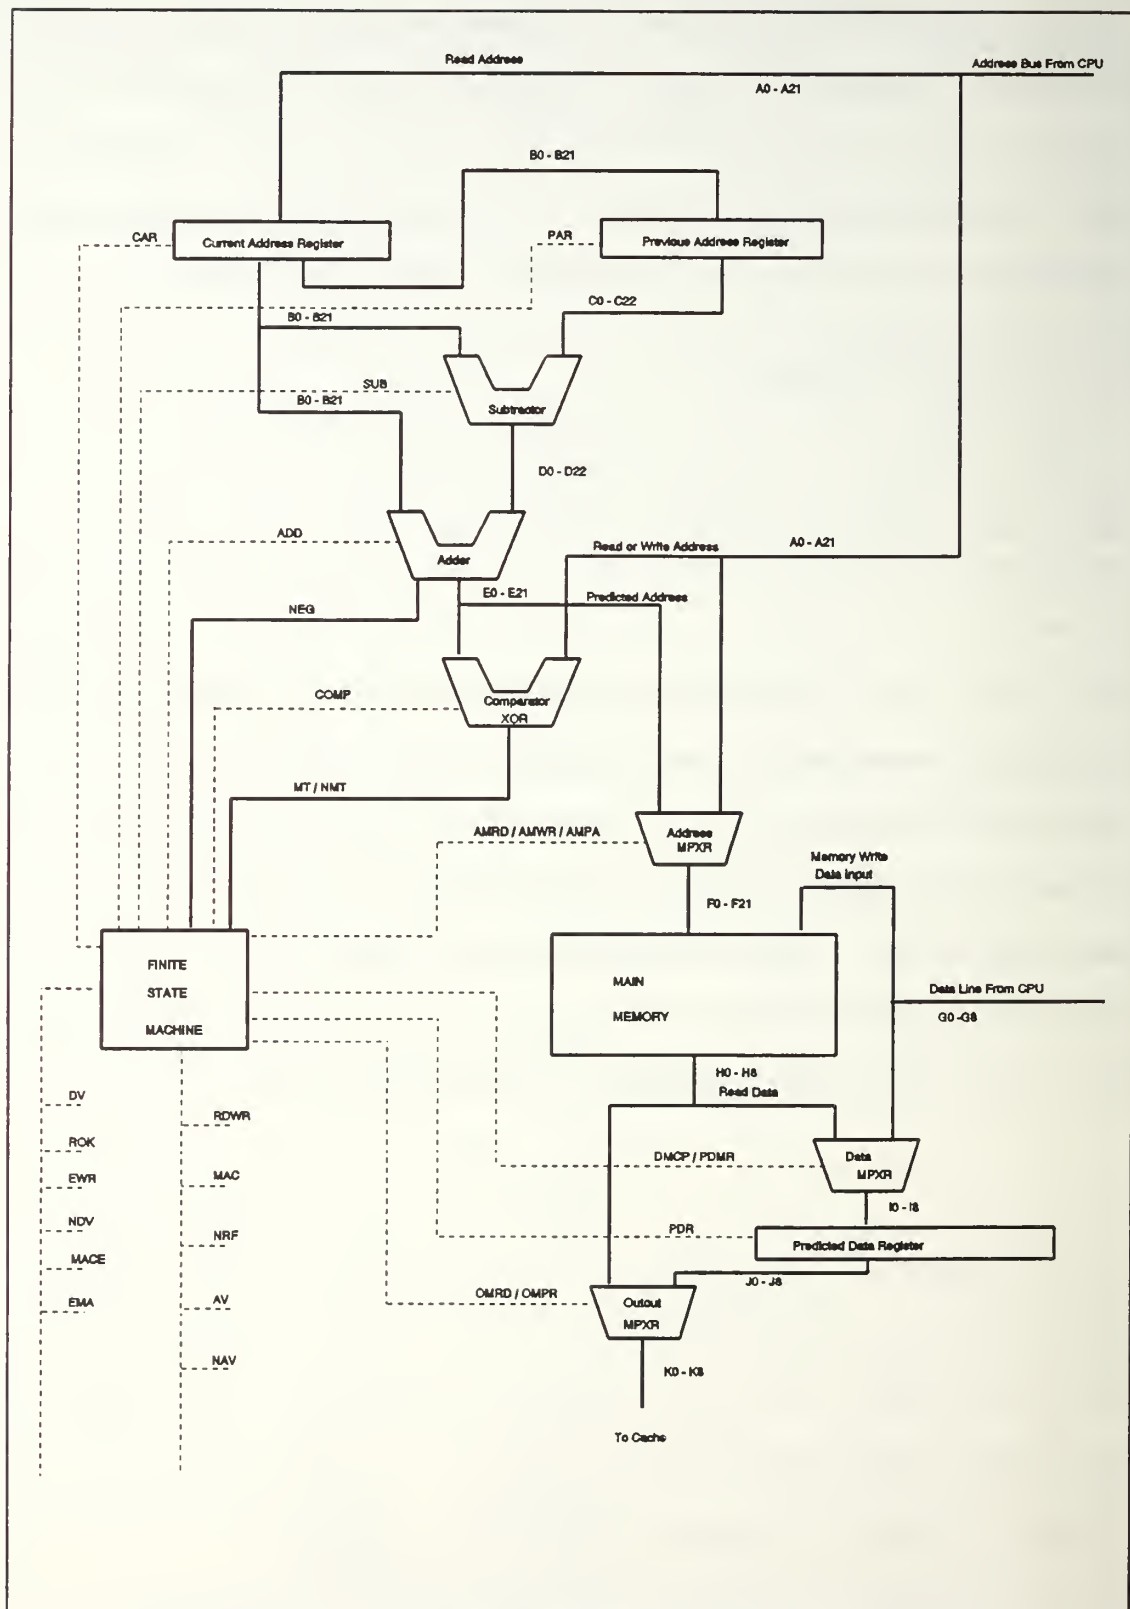 Read Address
Address Bus From CPU
A0 - A21
B0 - B21
CAR
Current Address Register
PAR
Previous Address Register
C0 - C22
B0 - B21
SUB
B0 - B21
Subtractor
D0 - D22
ADD
Adder
Read or Write Address
A0 - A21
E0 - E21
Predicted Address
NEG
COMP
Comparator
XOR
MT / NMT
AMRD / AMWR / AMPA
Address
MPXR
Memory Write
Data Input
F0 - F21
FINITE
STATE
MACHINE
MAIN
MEMORY
Data Line From CPU
G0 -G8
H0 - H8
Read Data
DV
RDWR
ROK
DMCP / PDMR
Data
MPXR
EWR
MAC
I0 - I8
NDV
NRF
PDR
Predicted Data Register
MACE
J0 - J8
EMA
AV
OMRD / OMPR
Outout
MPXR
NAV
K0 - K8
To Cache